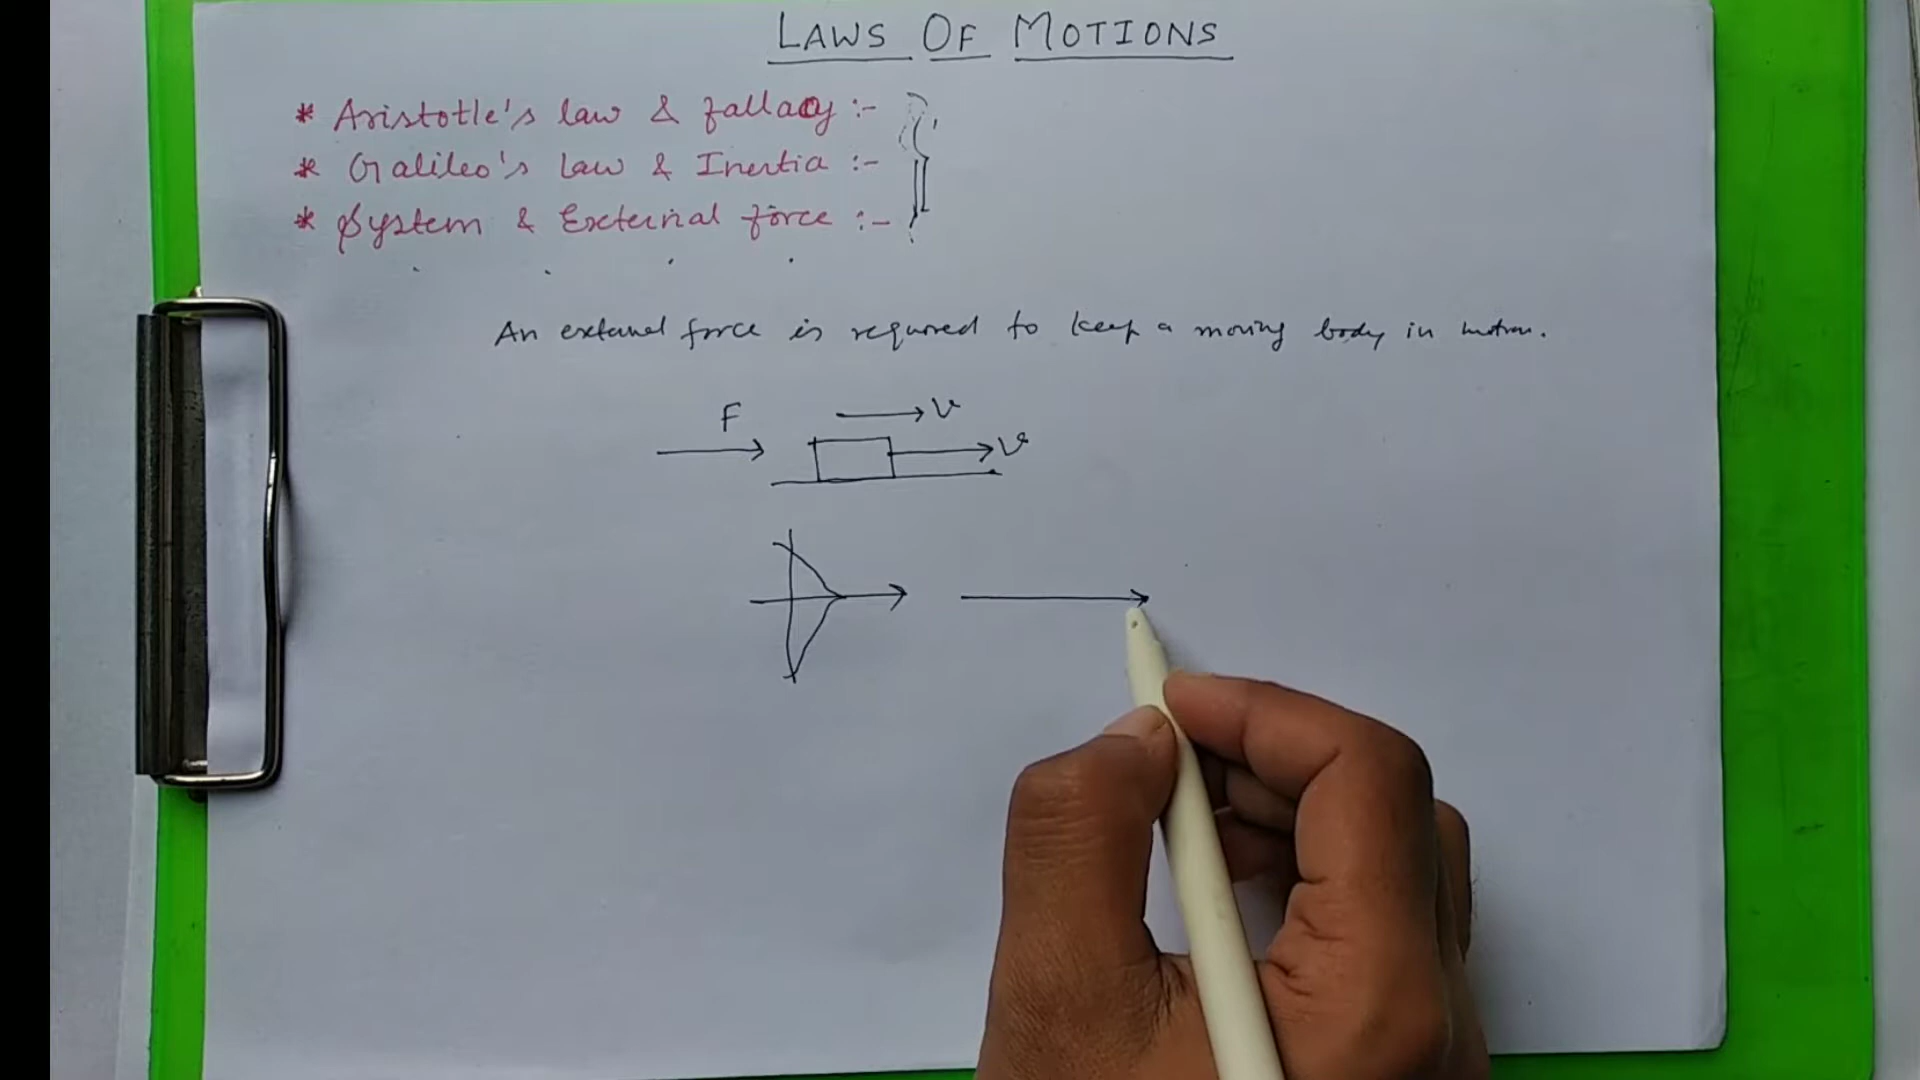 LAWS OF MOTIONS
* Aristotle's law & fallacy :-
* Galileo's law & Inertia :-
* System & External force :-
An external force is required to keep a moving body in motion.
F
v
v